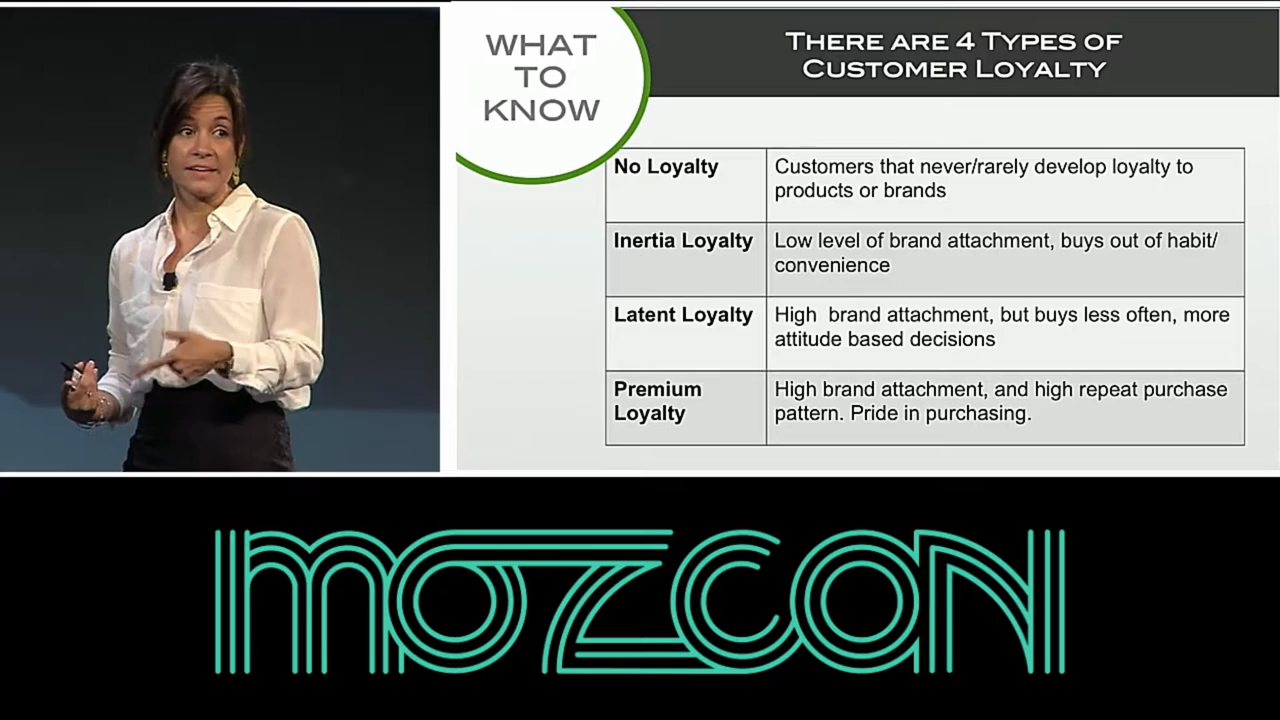 WHAT
TO
KNOW
THERE ARE 4 TYPES OF
CUSTOMER LOYALTY
No Loyalty
Customers that never/rarely develop loyalty to
products or brands
Inertia Loyalty
Low level of brand attachment, buys out of habit/
convenience
Latent Loyalty
High brand attachment, but buys less often, more
attitude based decisions
Premium
Loyalty
High brand attachment, and high repeat purchase
pattern. Pride in purchasing.
MOZCON